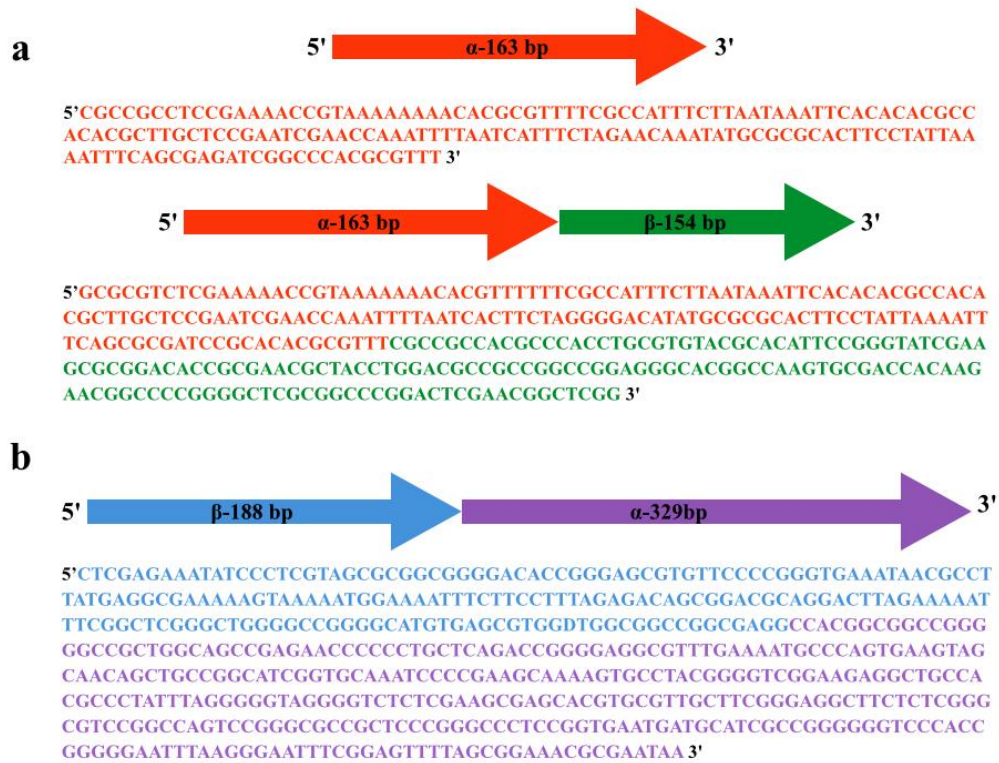 a
5' α-163 bp 3'
5’CGCCGCCTCCGAAAACCGTAAAAAAAACACGCGTTTTCGCCATTTCTTAATAAATTCACACACGCC
ACACGCTTGCTCCGAATCGAACCAAATTTTAATCATTTCTAGAACAAATATGCGCGCACTTCCTATTAA
AATTTCAGCGAGATCGGCCCACGCGTTT 3'
5' α-163 bp β-154 bp 3'
5’GCGCGTCTCGAAAAACCGTAAAAAAACACGTTTTTTCGCCATTTCTTAATAAATTCACACACGCCACA
CGCTTGCTCCGAATCGAACCAAATTTTAATCACTTCTAGGGGACATATGCGCGCACTTCCTATTAAAATT
TCAGCGCGATCCGCACACGCGTTTCGCCGCCACGCCCACCTGCGTGTACGCACATTCCGGGTATCGAA
GCGCGGACACCGCGAACGCTACCTGGACGCCGCCGGCCGGAGGGCACGGCCAAGTGCGACCACAAG
AACGGCCCCGGGGCTCGCGGCCCGGACTCGAACGGCTCGG 3'
b
5' β-188 bp α-329bp 3'
5’CTCGAGAAATATCCCTCGTAGCGCGGCGGGGACACCGGGAGCGTGTTCCCCGGGTGAAATAACGCCT
TATGAGGCGAAAAAGTAAAAATGGAAAATTTCTTCCTTTAGAGACAGCGGACGCAGGACTTAGAAAAAT
TTCGGCTCGGGCTGGGGCCGGGGCATGTGAGCGTGGDTGGCGGCCGGCGAGGCCACGGCGGCCGGG
GGCCGCTGGCAGCCGAGAACCCCCCTGCTCAGACCGGGGAGGCGTTTGAAAATGCCCAGTGAAGTAG
CAACAGCTGCCGGCATCGGTGCAAATCCCCGAAGCAAAAGTGCCTACGGGGTCGGAAGAGGCTGCCA
CGCCCTATTTAGGGGGTAGGGGTCTCTCGAAGCGAGCACGTGCGTTGCTTCGGGAGGCTTCTCTCGGG
CGTCCGGCCAGTCCGGGCGCCGCTCCCGGGCCCTCCGGTGAATGATGCATCGCCGGGGGGTCCCACC
GGGGGAATTTAAGGGAATTTCGGAGTTTTAGCGGAAACGCGAATAA 3'